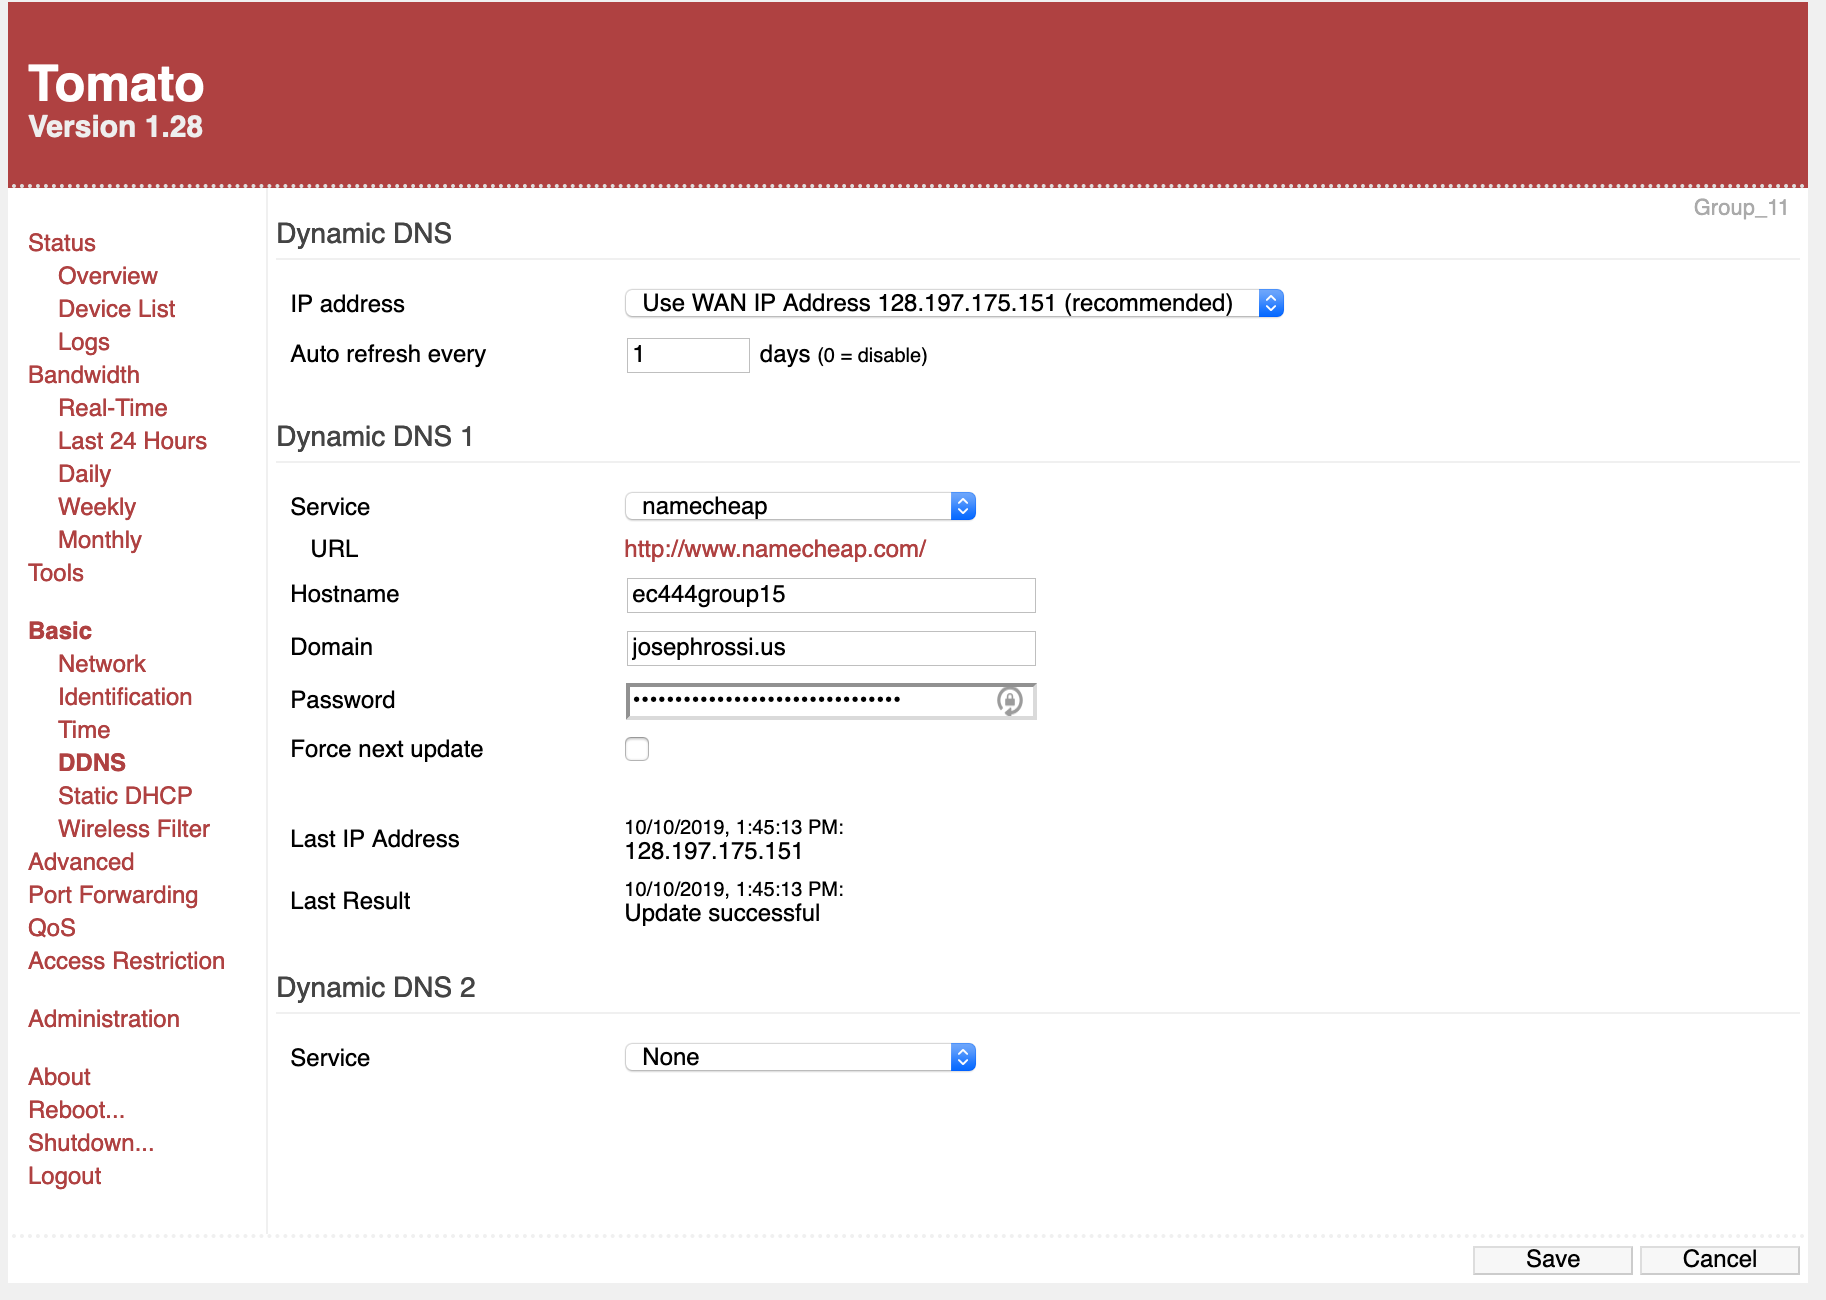 Tomato
Version 1.28
Group_11
Status
Overview
Device List
Logs
Bandwidth
Real-Time
Last 24 Hours
Daily
Weekly
Monthly
Tools
Basic
Network
Identification
Time
DDNS
Static DHCP
Wireless Filter
Advanced
Port Forwarding
QoS
Access Restriction
Administration
About
Reboot...
Shutdown...
Logout
Dynamic DNS
IP address Use WAN IP Address 128.197.175.151 (recommended)
Auto refresh every 1 days (0 = disable)
Dynamic DNS 1
Service namecheap
URL http://www.namecheap.com/
Hostname ec444group15
Domain josephrossi.us
Password ••••••••••••••••••••••••••••••••
Force next update
Last IP Address 10/10/2019, 1:45:13 PM:
128.197.175.151
Last Result 10/10/2019, 1:45:13 PM:
Update successful
Dynamic DNS 2
Service None
Save Cancel